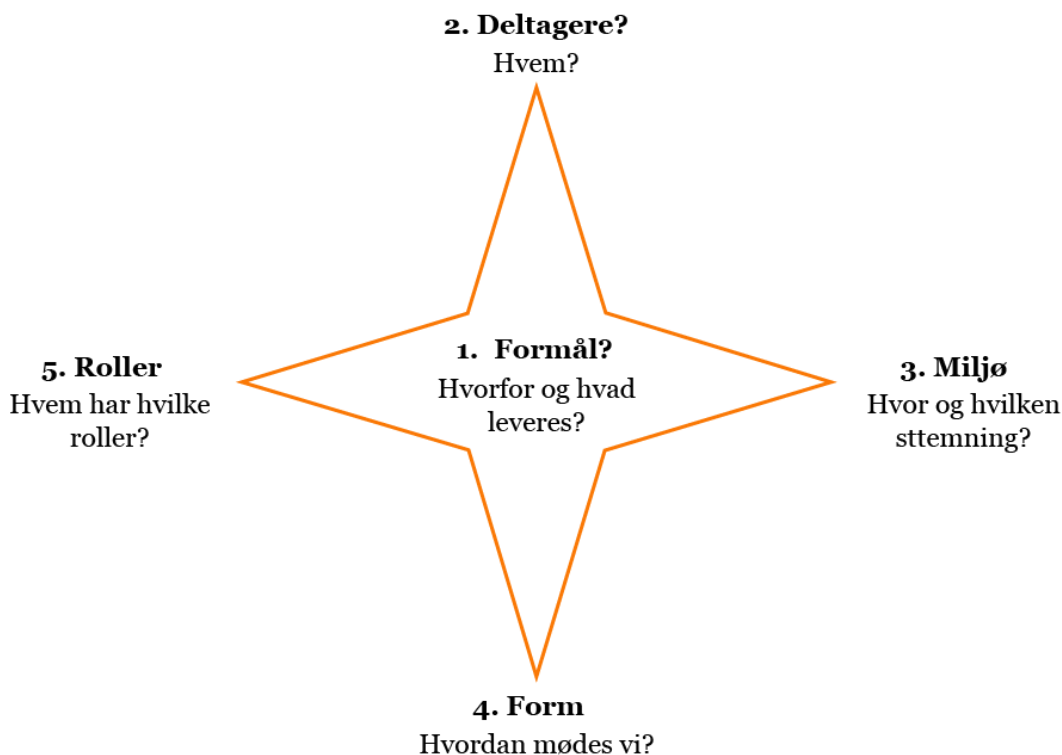 2. Deltagere?
Hvem?
1. Formål?
Hvorfor og hvad
leveres?
5. Roller
Hvem har hvilke
roller?
3. Miljø
Hvor og hvilken
sttemning?
4. Form
Hvordan mødes vi?